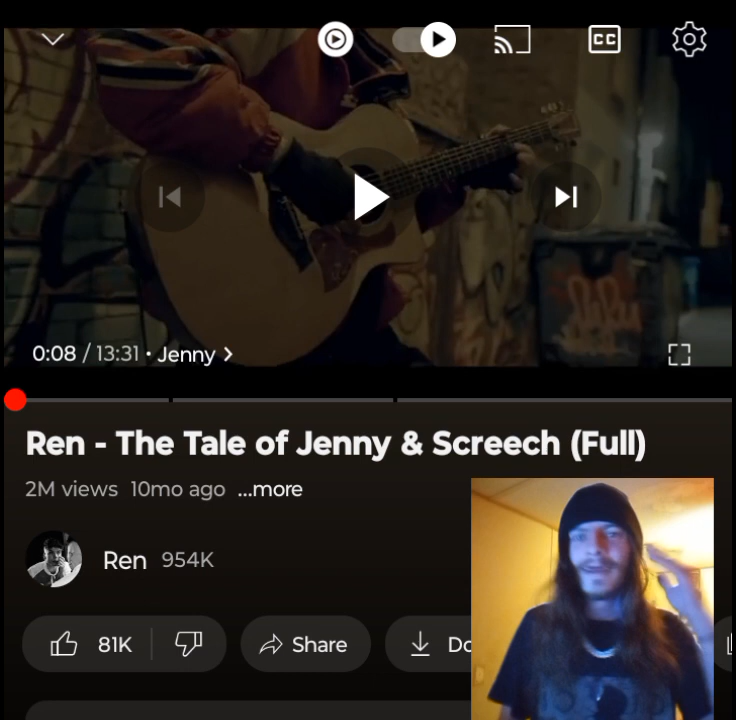 CC
0:08 / 13:31 • Jenny >
Ren - The Tale of Jenny & Screech (Full)
2M views 10mo ago ...more
Ren 954K
81K Share Do